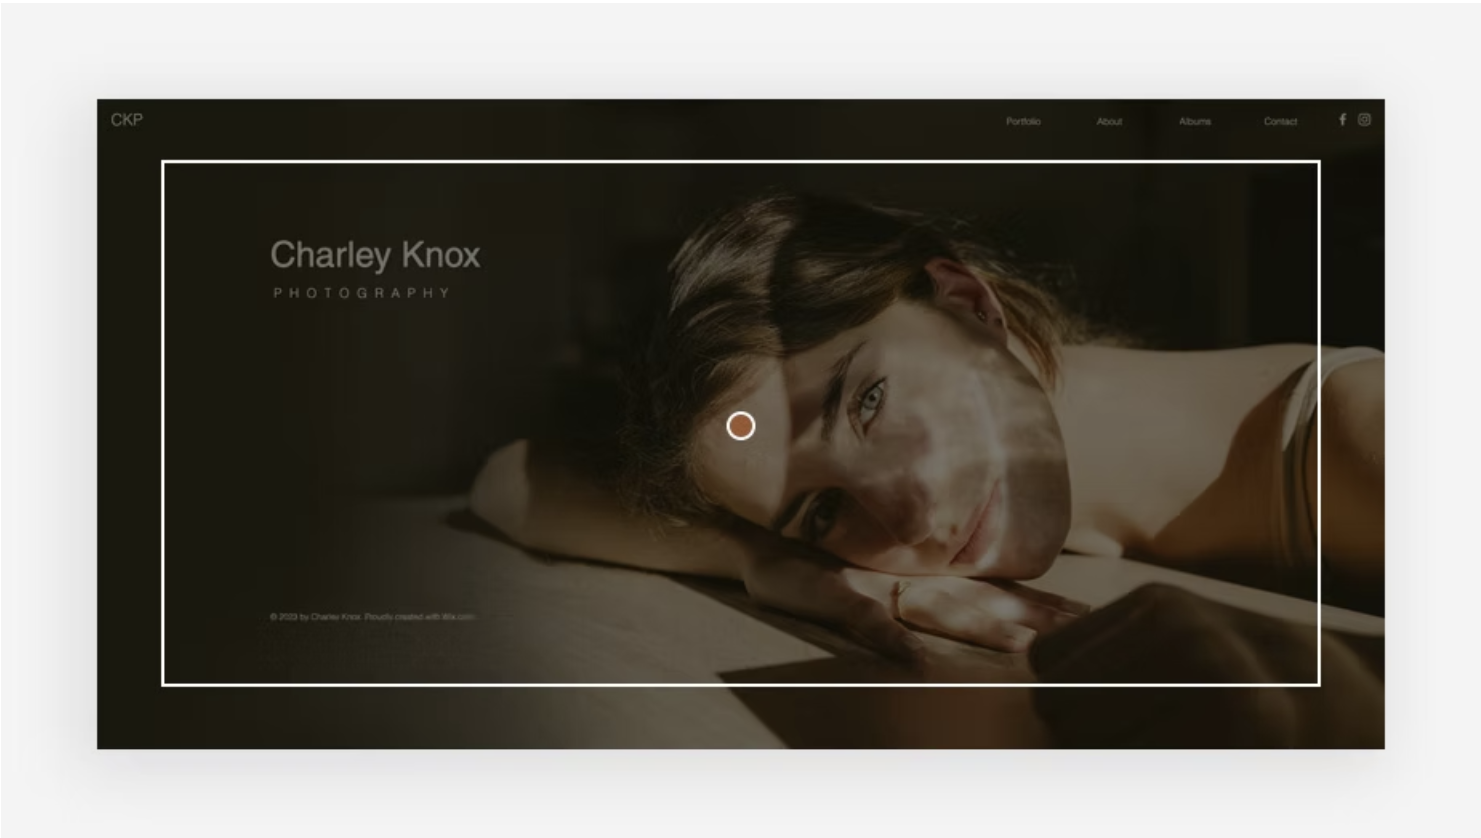 CKP
Portfolio About Albums Contact
Charley Knox
PHOTOGRAPHY
© 2023 by Charley Knox. Proudly created with Wix.com